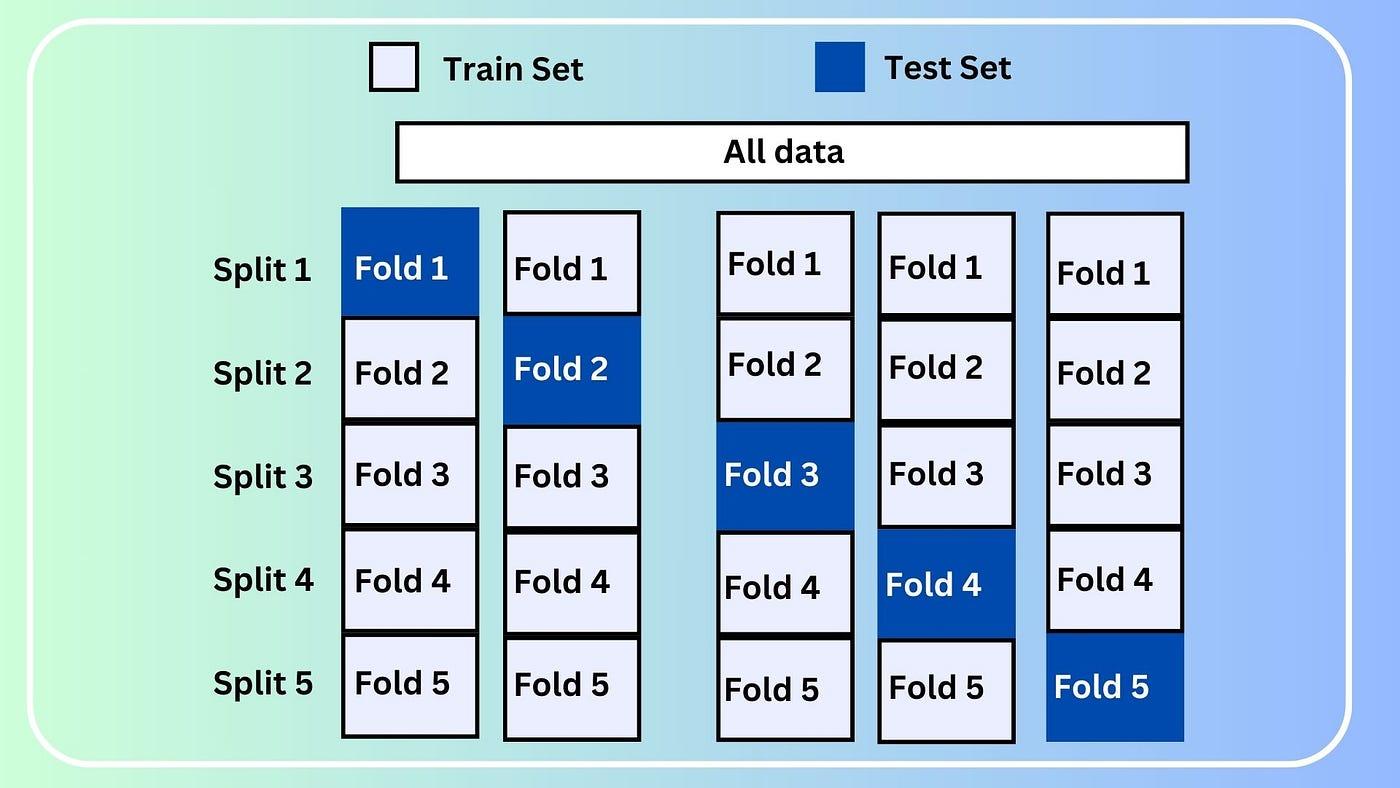 Train Set
Test Set
All data
Split 1 Fold 1 Fold 1 Fold 1 Fold 1 Fold 1
Split 2 Fold 2 Fold 2 Fold 2 Fold 2 Fold 2
Split 3 Fold 3 Fold 3 Fold 3 Fold 3 Fold 3
Split 4 Fold 4 Fold 4 Fold 4 Fold 4 Fold 4
Split 5 Fold 5 Fold 5 Fold 5 Fold 5 Fold 5